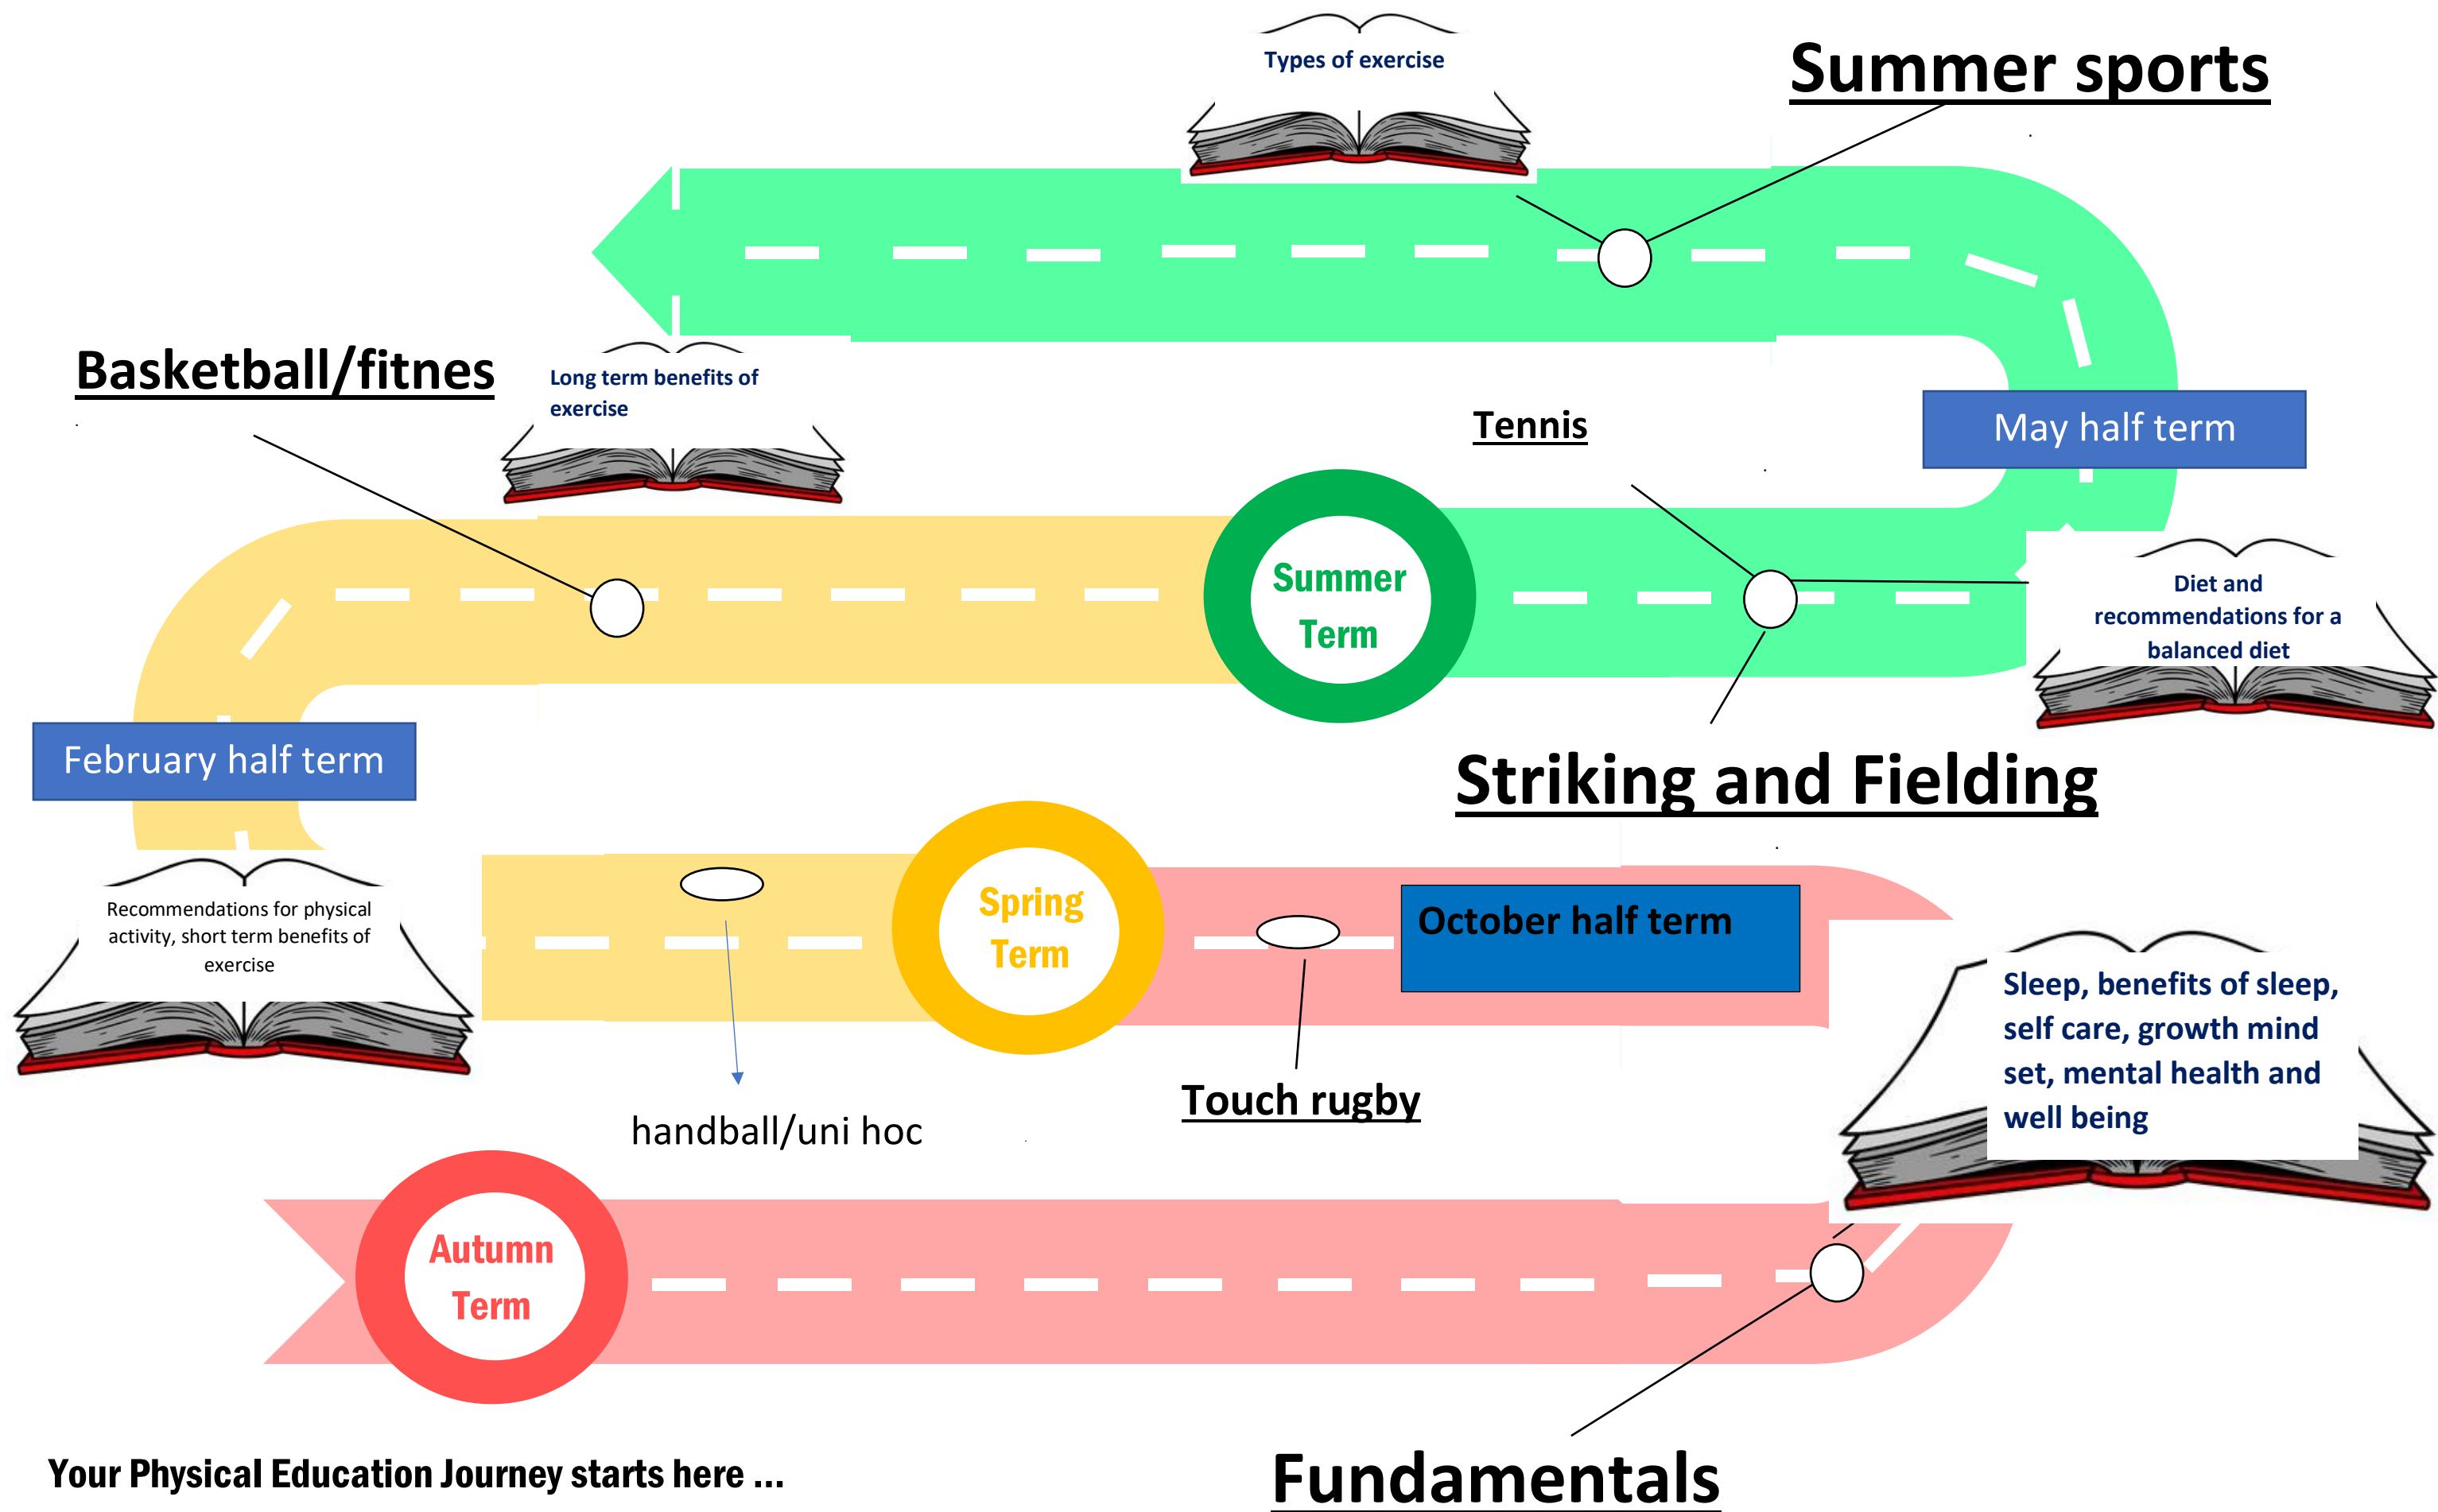 Types of exercise
Summer sports
Basketball/fitnes
Long term benefits of
exercise
Tennis
May half term
Summer
Term
Diet and
recommendations for a
balanced diet
February half term
Striking and Fielding
Recommendations for physical
activity, short term benefits of
exercise
Spring
Term
October half term
Sleep, benefits of sleep,
self care, growth mind
set, mental health and
well being
Touch rugby
handball/uni hoc
Autumn
Term
Your Physical Education Journey starts here ...
Fundamentals